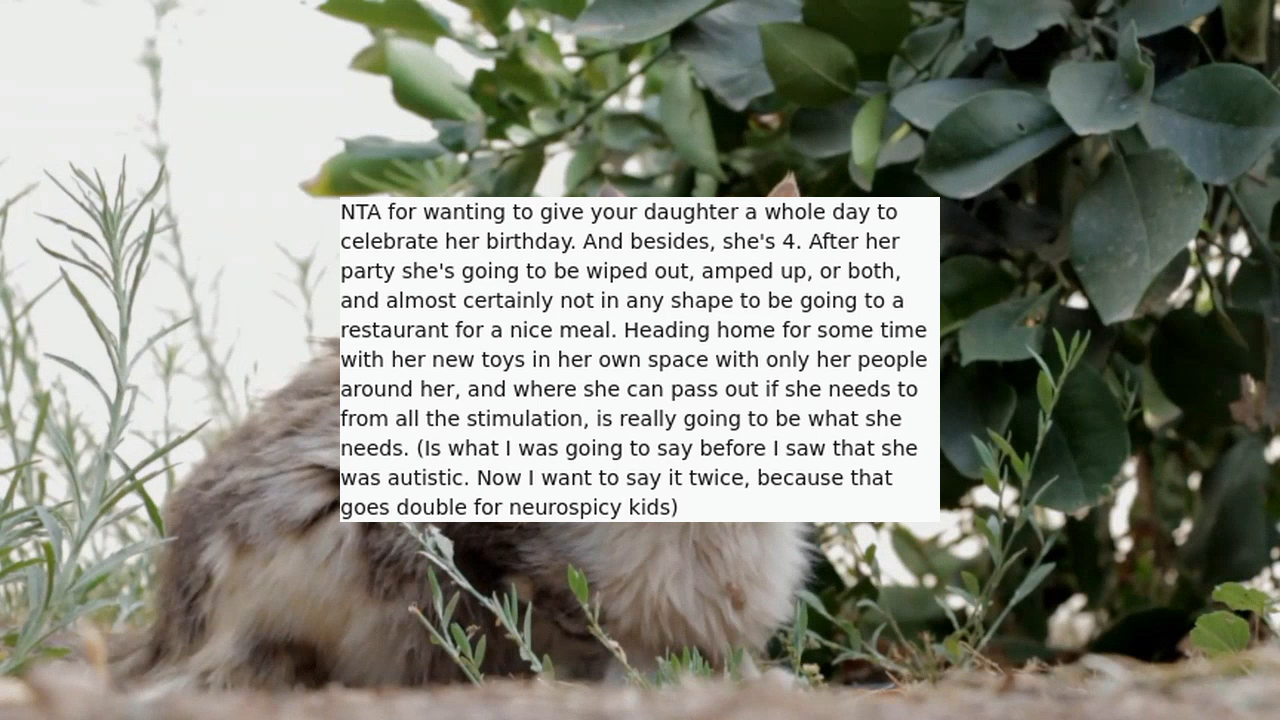 NTA for wanting to give your daughter a whole day to
celebrate her birthday. And besides, she's 4. After her
party she's going to be wiped out, amped up, or both,
and almost certainly not in any shape to be going to a
restaurant for a nice meal. Heading home for some time
with her new toys in her own space with only her people
around her, and where she can pass out if she needs to
from all the stimulation, is really going to be what she
needs. (Is what I was going to say before I saw that she
was autistic. Now I want to say it twice, because that
goes double for neurospicy kids)